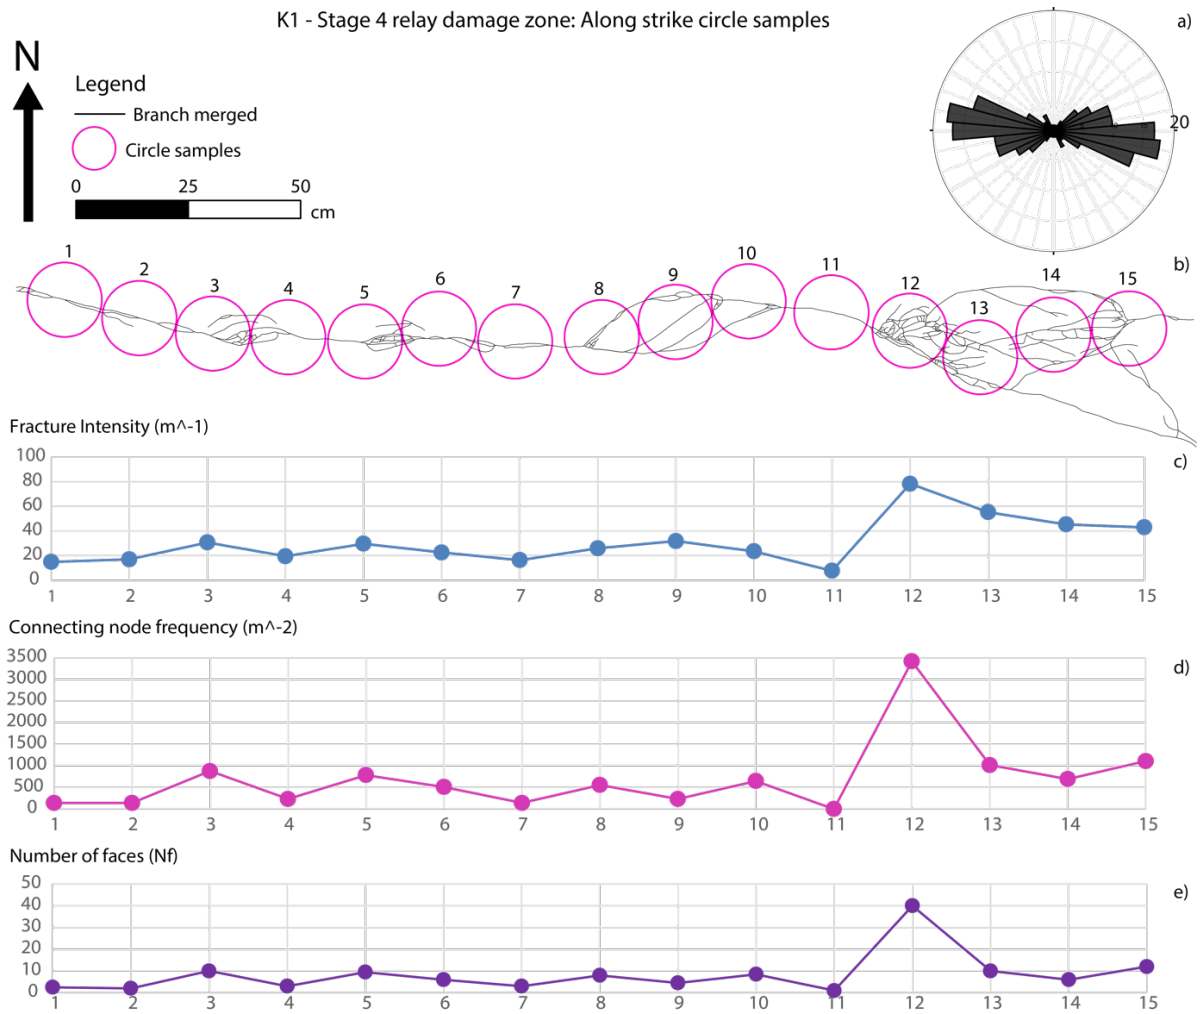 K1 - Stage 4 relay damage zone: Along strike circle samples
a)
N
Legend
Branch merged
Circle samples
0 25 50
cm
20
b)
1 2 3 4 5 6 7 8 9 10 11 12 13 14 15
Fracture Intensity (m^-1)
c)
100
80
60
40
20
0
1 2 3 4 5 6 7 8 9 10 11 12 13 14 15
Connecting node frequency (m^-2)
d)
3500
3000
2500
2000
1500
1000
500
0
1 2 3 4 5 6 7 8 9 10 11 12 13 14 15
Number of faces (Nf)
e)
50
40
30
20
10
0
1 2 3 4 5 6 7 8 9 10 11 12 13 14 15